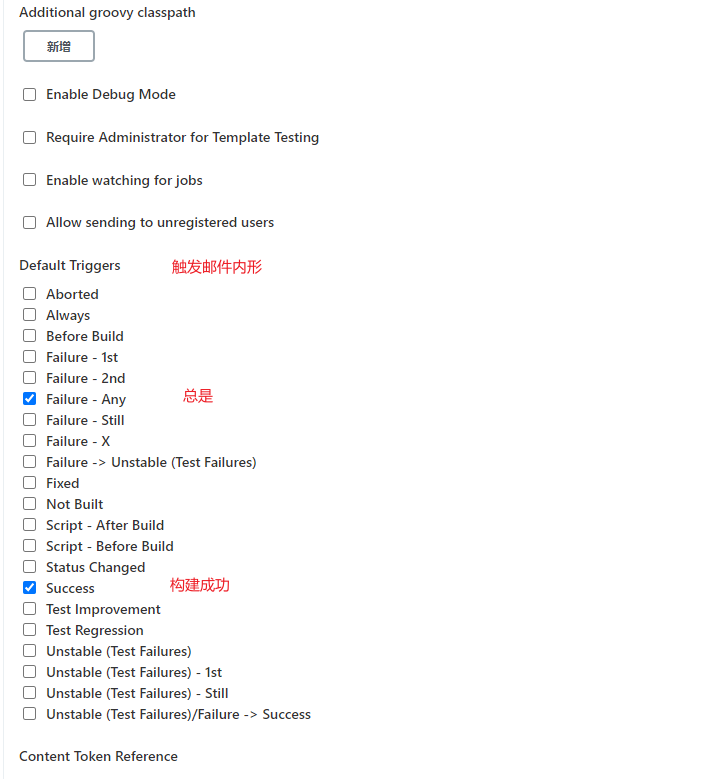 Additional groovy classpath
新增
Enable Debug Mode
Require Administrator for Template Testing
Enable watching for jobs
Allow sending to unregistered users
Default Triggers 触发邮件内形
Aborted
Always
Before Build
Failure - 1st
Failure - 2nd
Failure - Any 总是
Failure - Still
Failure - X
Failure -> Unstable (Test Failures)
Fixed
Not Built
Script - After Build
Script - Before Build
Status Changed
Success 构建成功
Test Improvement
Test Regression
Unstable (Test Failures)
Unstable (Test Failures) - 1st
Unstable (Test Failures) - Still
Unstable (Test Failures)/Failure -> Success
Content Token Reference